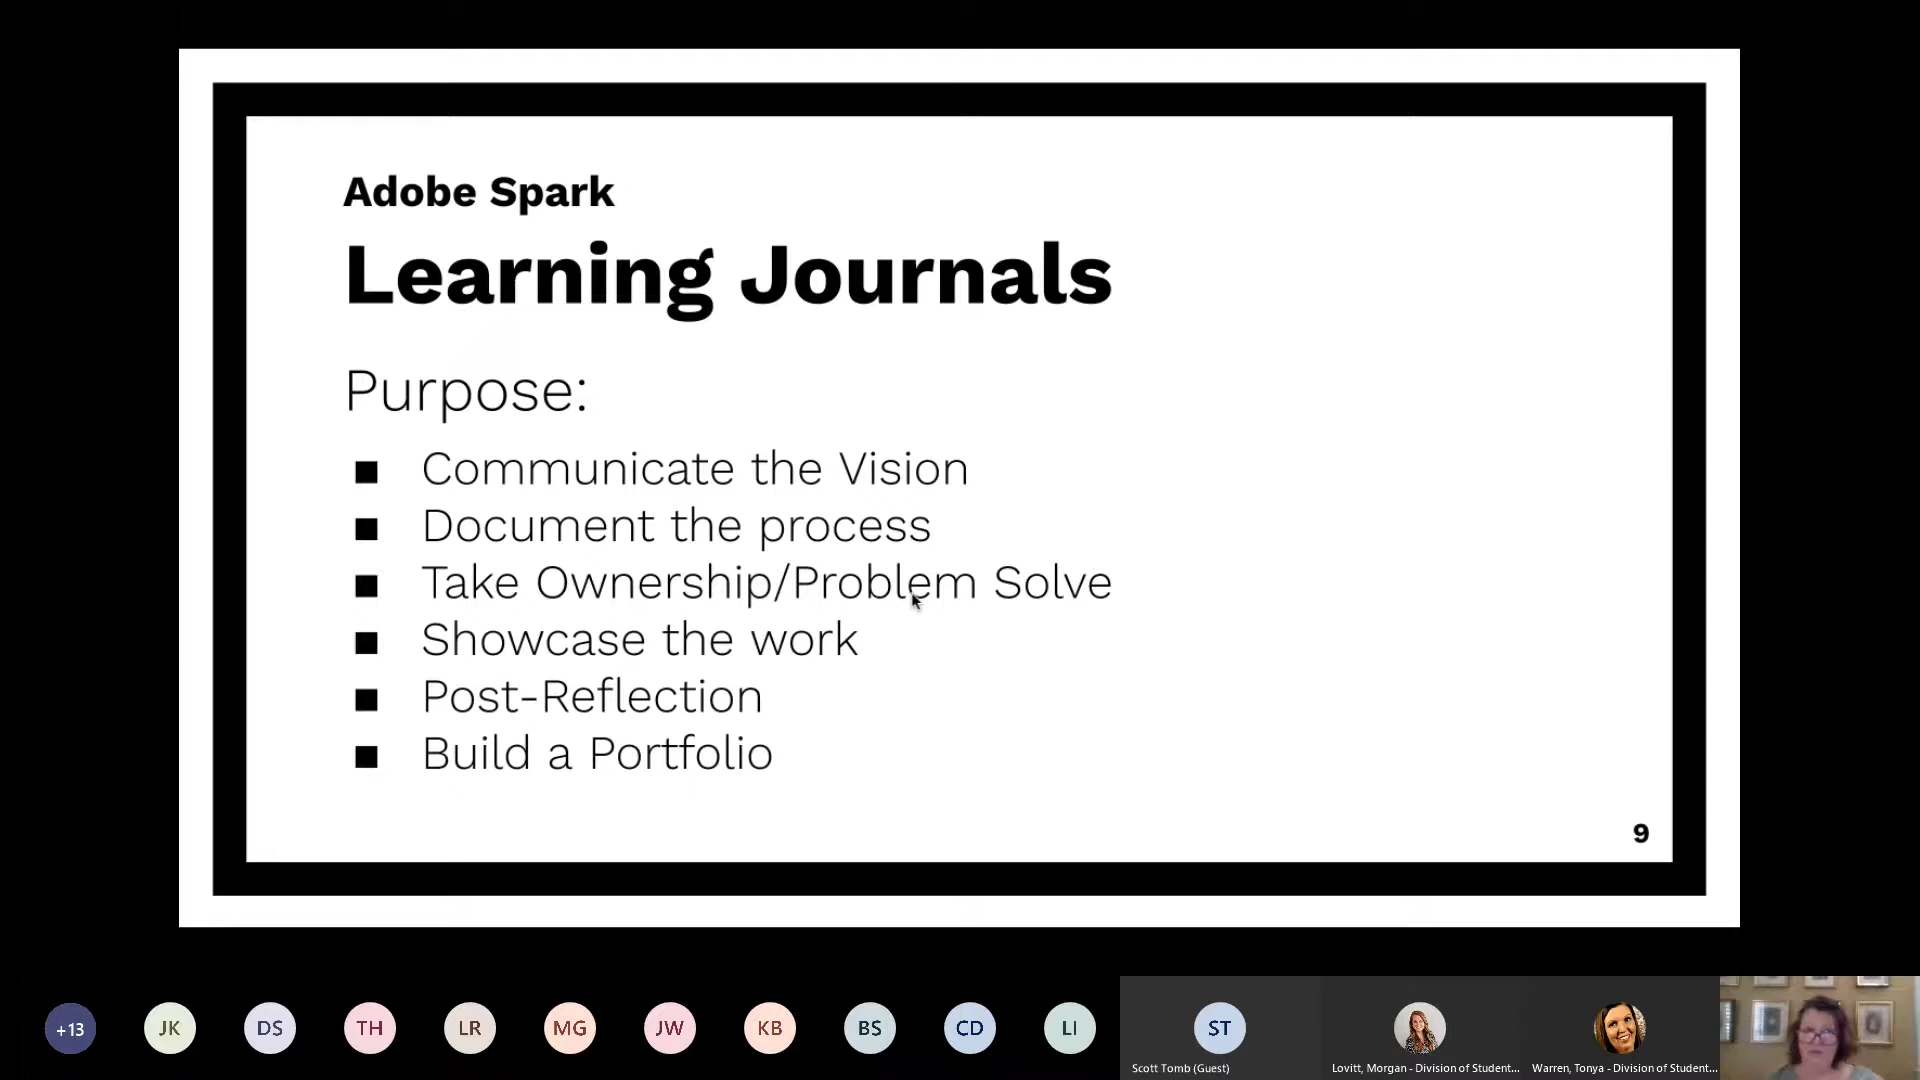 Adobe Spark
Learning Journals
Purpose:
■ Communicate the Vision
■ Document the process
■ Take Ownership/Problem Solve
■ Showcase the work
■ Post-Reflection
■ Build a Portfolio
9
+13 JK DS TH LR MG JW KB BS CD LI ST
Scott Tomb (Guest) Lovitt, Morgan - Division of Student... Warren, Tonya - Division of Student...